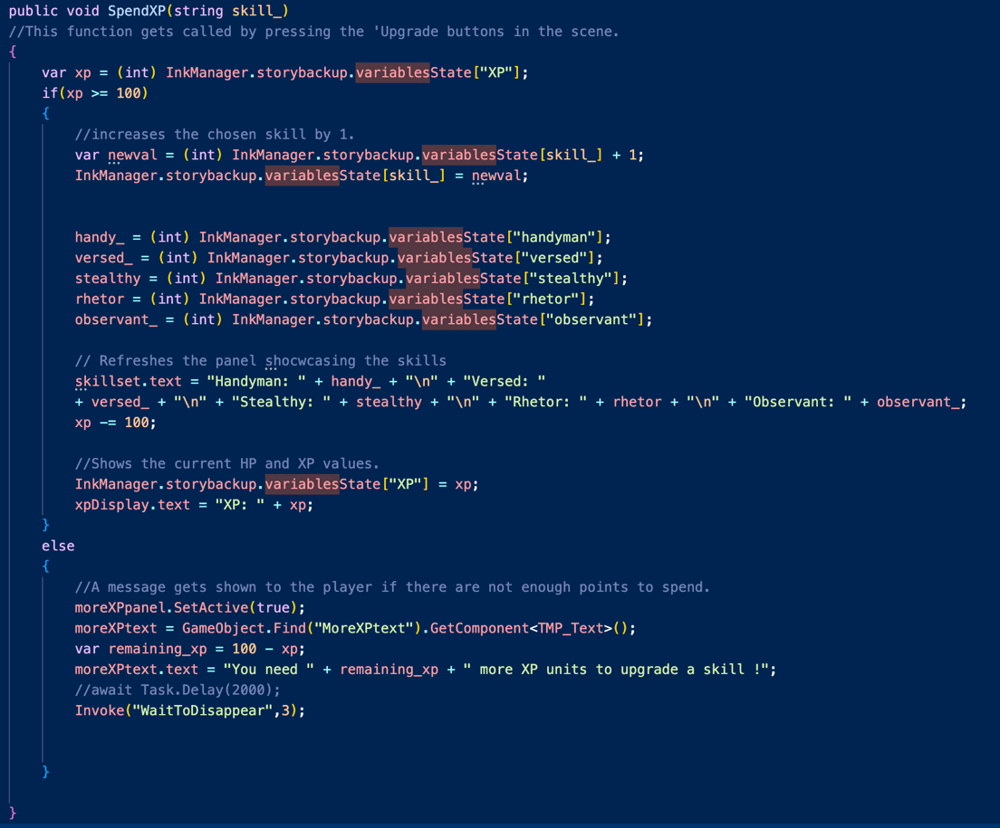 public void SpendXP(string skill_)
//This function gets called by pressing the 'Upgrade buttons in the scene.
{
var xp = (int) InkManager.storybackup.variablesState["XP"];
if(xp >= 100)
{
//increases the chosen skill by 1.
var newval = (int) InkManager.storybackup.variablesState[skill_] + 1;
InkManager.storybackup.variablesState[skill_] = newval;
handy_ = (int) InkManager.storybackup.variablesState["handyman"];
versed_ = (int) InkManager.storybackup.variablesState["versed"];
stealthy = (int) InkManager.storybackup.variablesState["stealthy"];
rhetor = (int) InkManager.storybackup.variablesState["rhetor"];
observant_ = (int) InkManager.storybackup.variablesState["observant"];
// Refreshes the panel shocwcasing the skills
skillset.text = "Handyman: " + handy_ + "\n" + "Versed: "
+ versed_ + "\n" + "Stealthy: " + stealthy + "\n" + "Rhetor: " + rhetor + "\n" + "Observant: " + observant_;
xp -= 100;
//Shows the current HP and XP values.
InkManager.storybackup.variablesState["XP"] = xp;
xpDisplay.text = "XP: " + xp;
}
else
{
//A message gets shown to the player if there are not enough points to spend.
moreXPpanel.SetActive(true);
moreXPtext = GameObject.Find("MoreXPtext").GetComponent<TMP_Text>();
var remaining_xp = 100 - xp;
moreXPtext.text = "You need " + remaining_xp + " more XP units to upgrade a skill !";
//await Task.Delay(2000);
Invoke("WaitToDisappear",3);
}
}